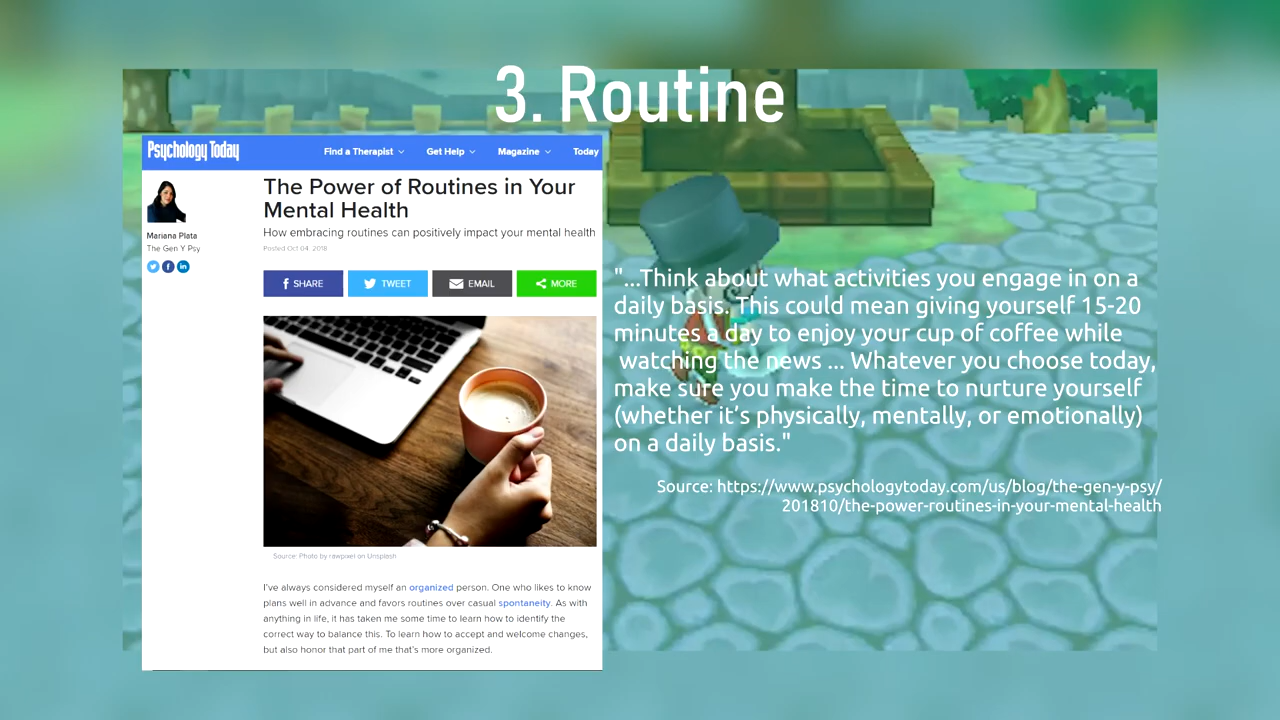 3. Routine
Psychology Today
Find a Therapist
Get Help
Magazine
Today
The Power of Routines in Your
Mental Health
How embracing routines can positively impact your mental health
Posted Oct 04, 2018
Mariana Plata
The Gen Y Psy
SHARE
TWEET
EMAIL
MORE
Source: Photo by rawpixel on Unsplash
I've always considered myself an organized person. One who likes to know
plans well in advance and favors routines over casual spontaneity. As with
anything in life, it has taken me some time to learn how to identify the
correct way to balance this. To learn how to accept and welcome changes,
but also honor that part of me that's more organized.
"...Think about what activities you engage in on a
daily basis. This could mean giving yourself 15-20
minutes a day to enjoy your cup of coffee while
watching the news ... Whatever you choose today,
make sure you make the time to nurture yourself
(whether it's physically, mentally, or emotionally)
on a daily basis."
Source: https://www.psychologytoday.com/us/blog/the-gen-y-psy/
201810/the-power-routines-in-your-mental-health